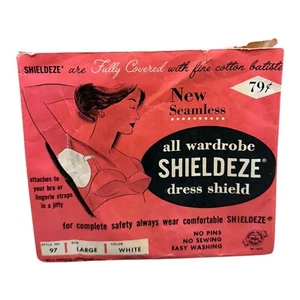 SHIELDEZE are Fully Covered with fine cotton batiste
79¢
New
Seamless
all wardrobe
SHIELDEZE®
dress shield
attaches to
your bra or
lingerie straps
in a jiffy
for complete safety always wear comfortable SHIELDEZE®
STYLE NO. SIZE COLOR
97 LARGE WHITE
NO PINS
NO SEWING
EASY WASHING